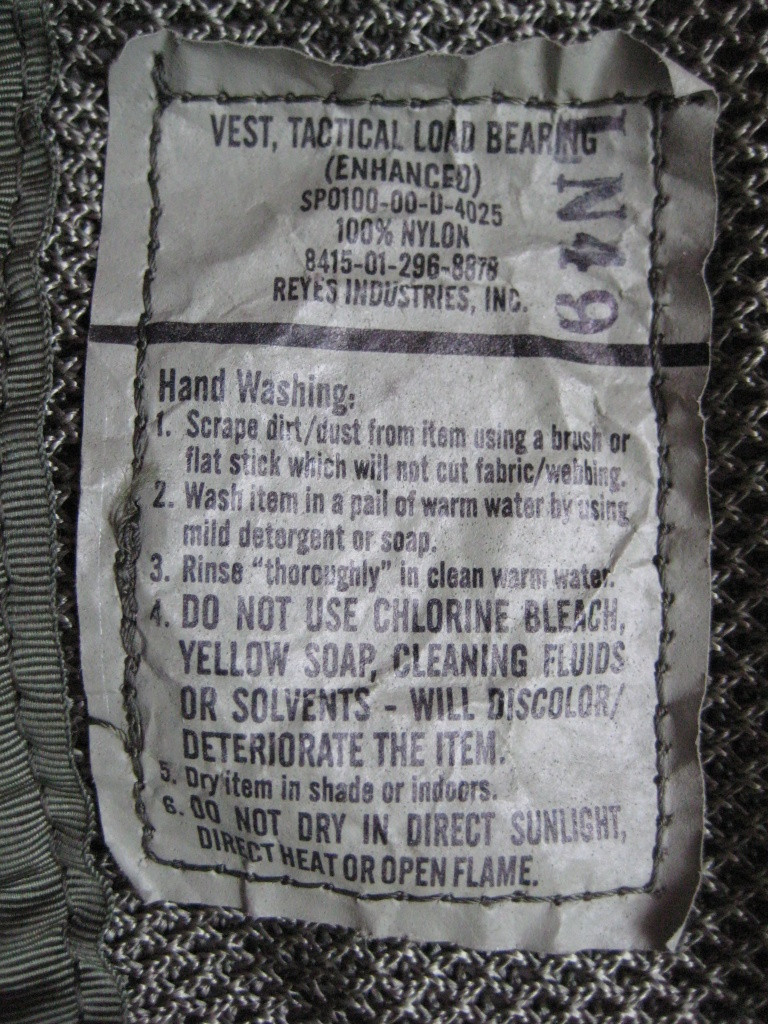 VEST, TACTICAL LOAD BEARING
(ENHANCED)
SP0100-00-D-4025
100% NYLON
8415-01-296-8878
REYES INDUSTRIES, INC.
Hand Washing:
1. Scrape dirt/dust from item using a brush or
flat stick which will not cut fabric/webbing.
2. Wash item in a pail of warm water by using
mild detergent or soap.
3. Rinse "thoroughly" in clean warm water.
4. DO NOT USE CHLORINE BLEACH,
YELLOW SOAP, CLEANING FLUIDS
OR SOLVENTS - WILL DISCOLOR/
DETERIORATE THE ITEM.
5. Dry item in shade or indoors.
6. DO NOT DRY IN DIRECT SUNLIGHT,
DIRECT HEAT OR OPEN FLAME.